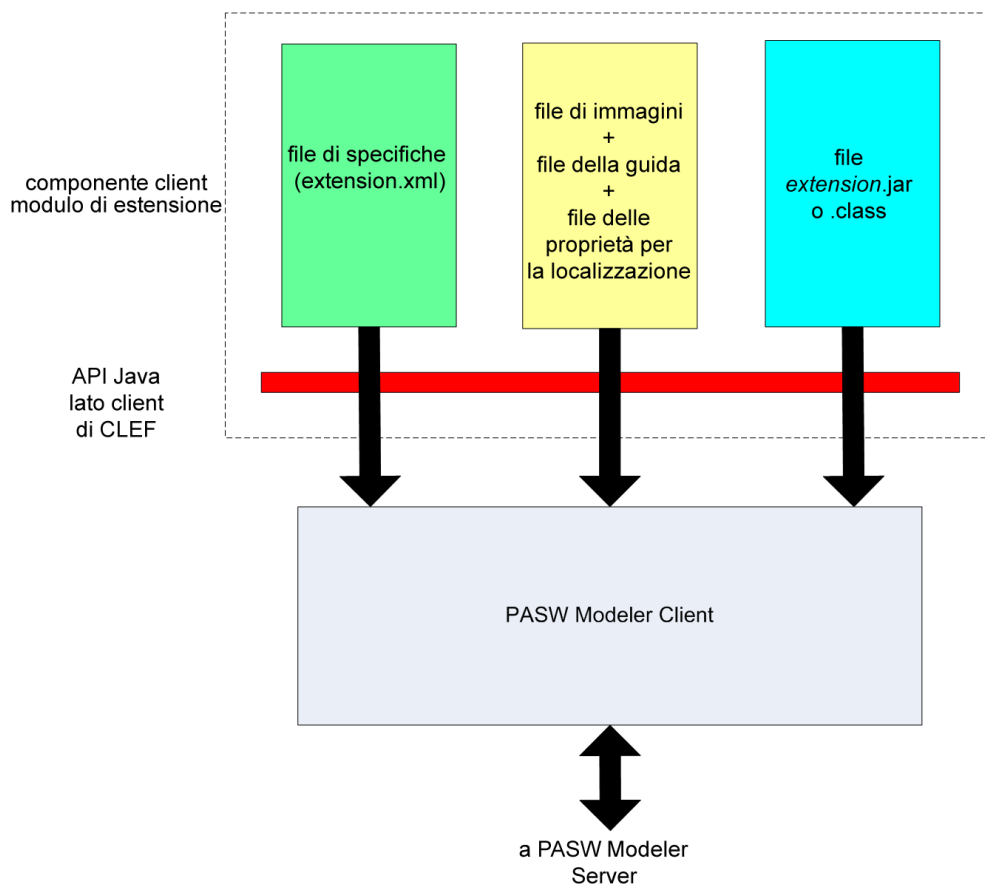 componente client
modulo di estensione
file di specifiche
(extension.xml)
file di immagini
+
file della guida
+
file delle
proprietà per
la localizzazione
file
extension.jar
o .class
API Java
lato client
di CLEF
PASW Modeler Client
a PASW Modeler
Server